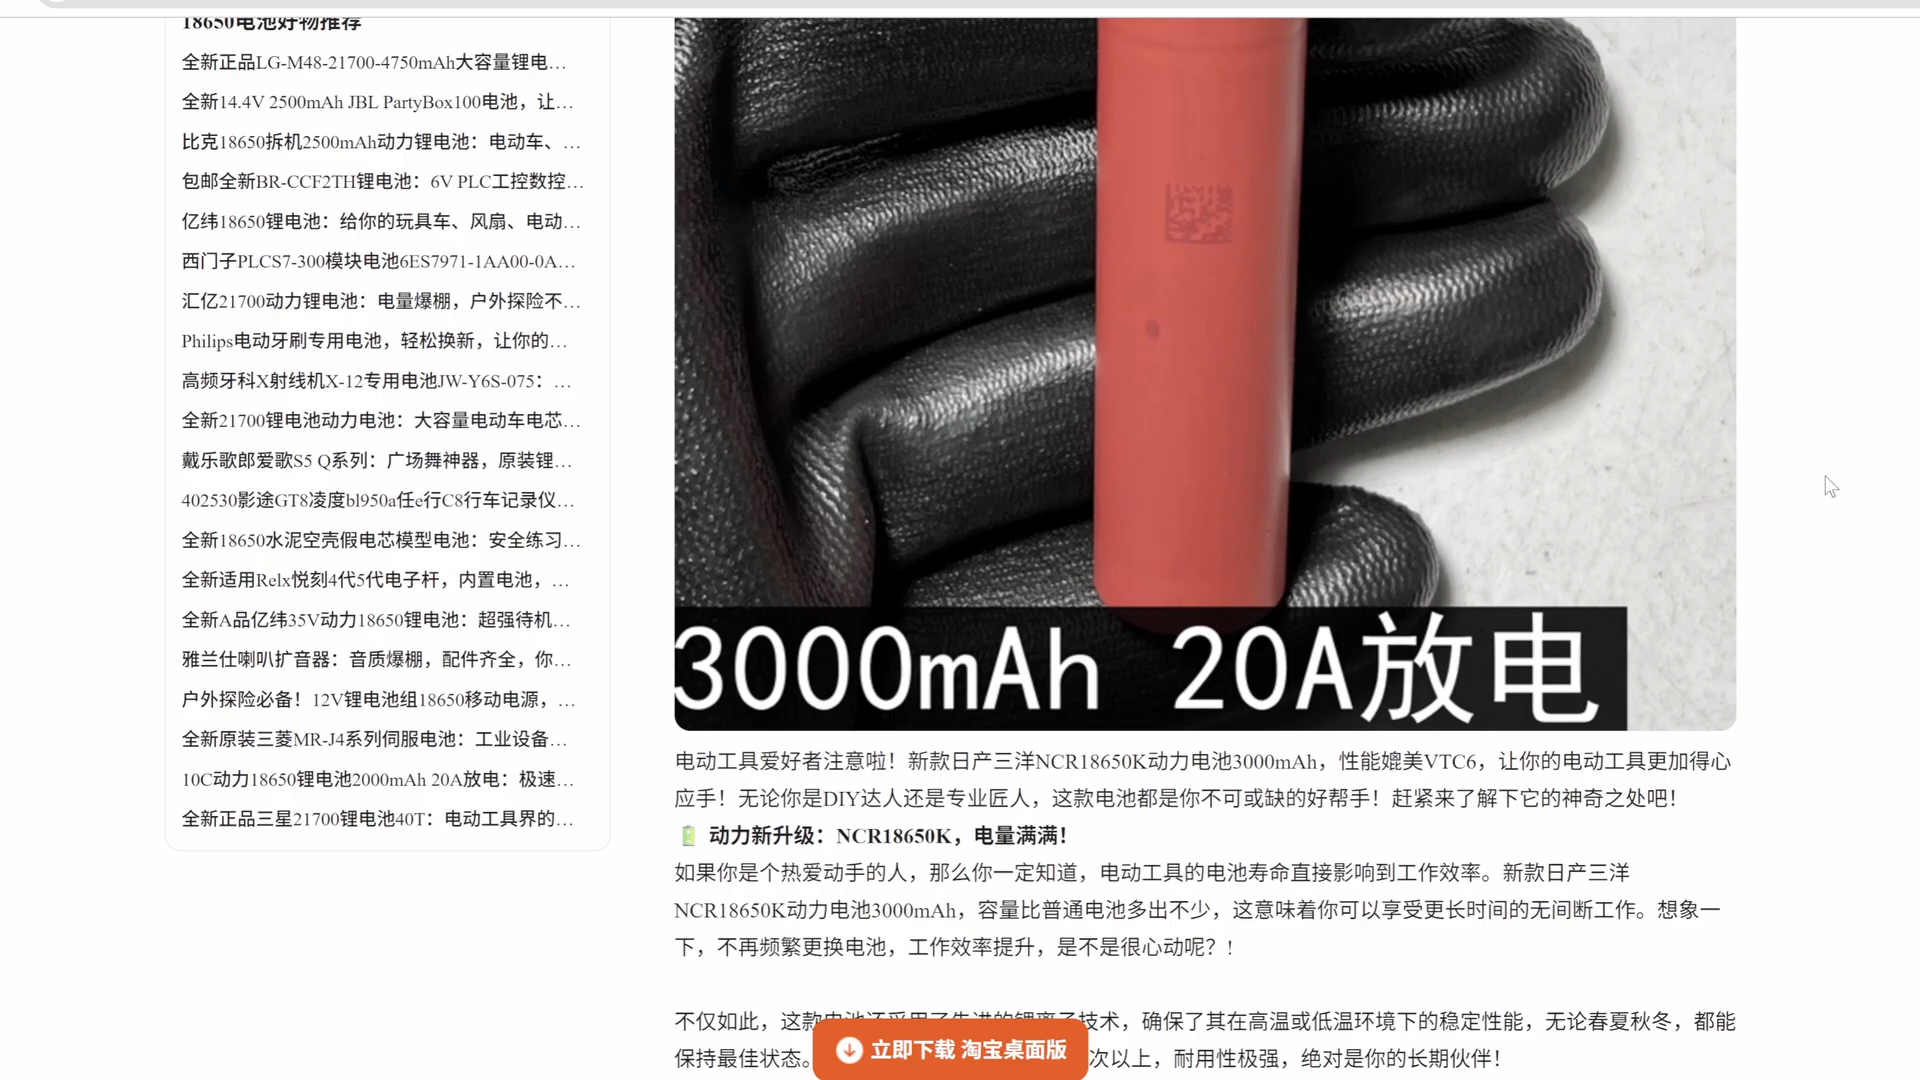 18650电池好物推荐
全新正品LG-M48-21700-4750mAh大容量锂电…
全新14.4V 2500mAh JBL PartyBox100电池，让…
比克18650拆机2500mAh动力锂电池：电动车、…
包邮全新BR-CCF2TH锂电池：6V PLC工控数控…
亿纬18650锂电池：给你的玩具车、风扇、电动…
西门子PLCS7-300模块电池6ES7971-1AA00-0A…
汇亿21700动力锂电池：电量爆棚，户外探险不…
Philips电动牙刷专用电池，轻松换新，让你的…
高频牙科X射线机X-12专用电池JW-Y6S-075：…
全新21700锂电池动力电池：大容量电动车电芯…
戴乐歌郎爱歌S5 Q系列：广场舞神器，原装锂…
402530影途GT8凌度bl950a任e行C8行车记录仪…
全新18650水泥空壳假电芯模型电池：安全练习…
全新适用Relx悦刻4代5代电子杆，内置电池，…
全新A品亿纬35V动力18650锂电池：超强待机…
雅兰仕喇叭扩音器：音质爆棚，配件齐全，你…
户外探险必备！12V锂电池组18650移动电源，…
全新原装三菱MR-J4系列伺服电池：工业设备…
10C动力18650锂电池2000mAh 20A放电：极速…
全新正品三星21700锂电池40T：电动工具界的…
3000mAh 20A放电
电动工具爱好者注意啦！新款日产三洋NCR18650K动力电池3000mAh，性能媲美VTC6，让你的电动工具更加得心
应手！无论你是DIY达人还是专业匠人，这款电池都是你不可或缺的好帮手！赶紧来了解下它的神奇之处吧！
🔋 动力新升级：NCR18650K，电量满满！
如果你是个热爱动手的人，那么你一定知道，电动工具的电池寿命直接影响到工作效率。新款日产三洋
NCR18650K动力电池3000mAh，容量比普通电池多出不少，这意味着你可以享受更长时间的无间断工作。想象一
下，不再频繁更换电池，工作效率提升，是不是很心动呢？!
不仅如此，这款电池还采用了先进的锂离子技术，确保了其在高温或低温环境下的稳定性能，无论春夏秋冬，都能
保持最佳状态。次以上，耐用性极强，绝对是你的长期伙伴！
立即下载 淘宝桌面版